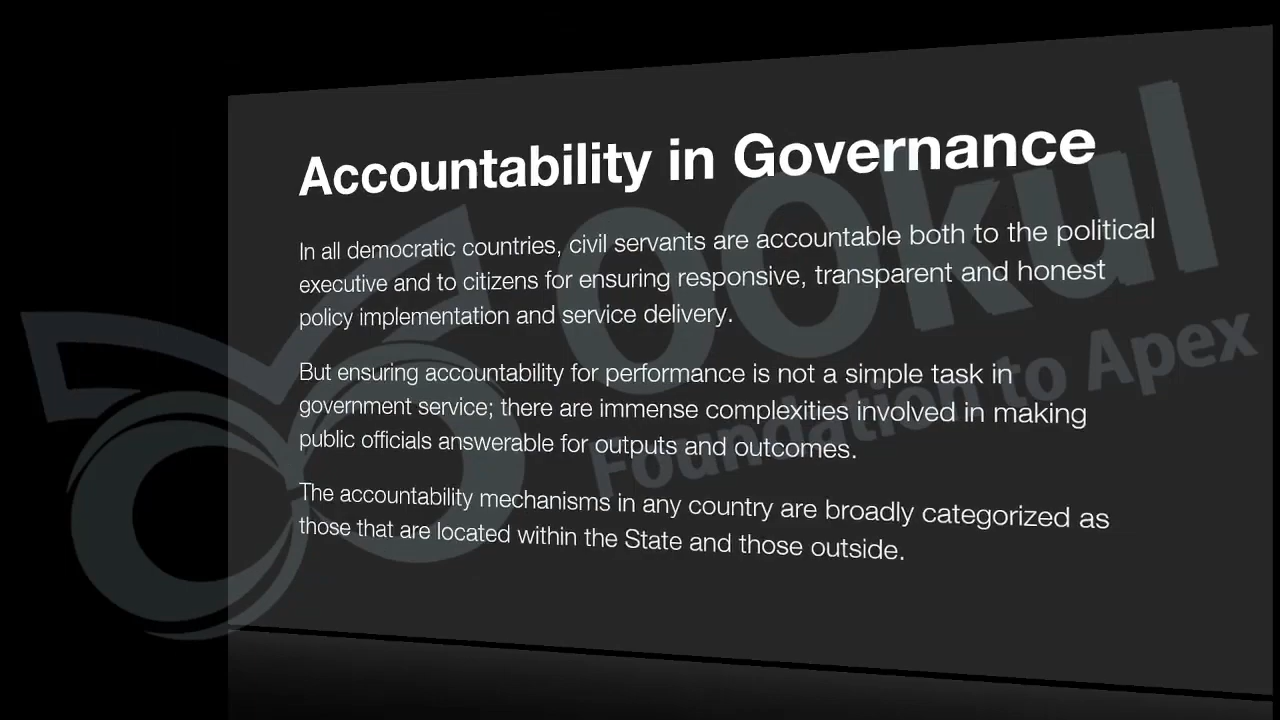 Accountability in Governance
In all democratic countries, civil servants are accountable both to the political
executive and to citizens for ensuring responsive, transparent and honest
policy implementation and service delivery.
But ensuring accountability for performance is not a simple task in
government service; there are immense complexities involved in making
public officials answerable for outputs and outcomes.
The accountability mechanisms in any country are broadly categorized as
those that are located within the State and those outside.
OOkul
Foundation to Apex